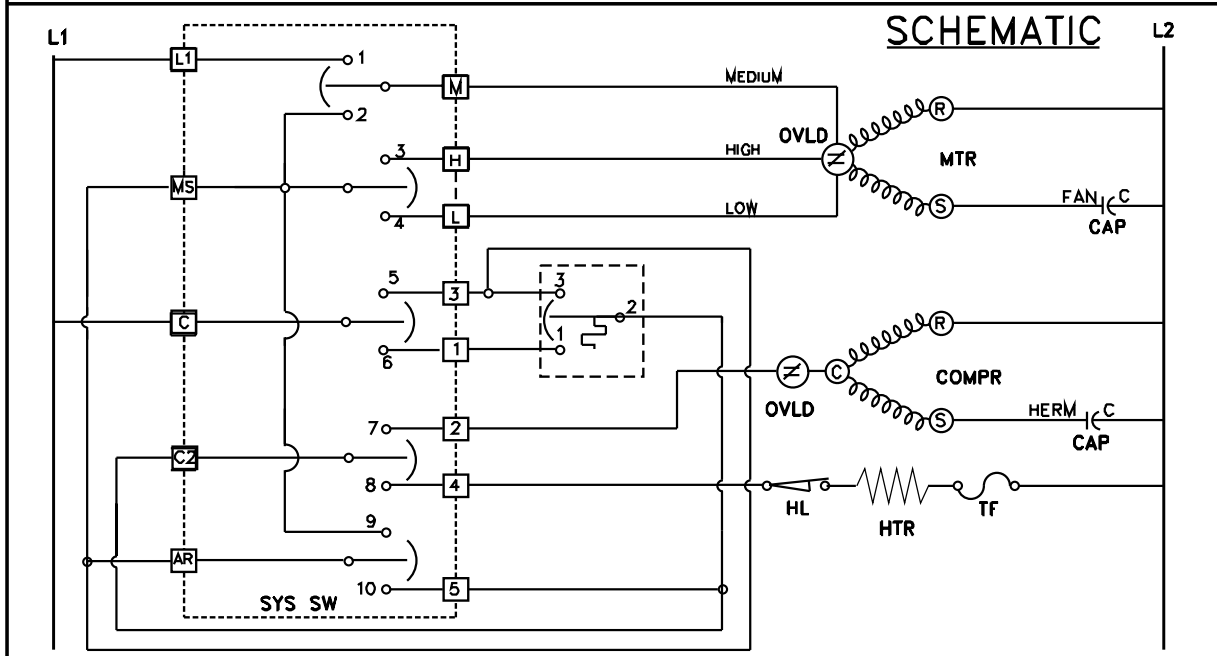 SCHEMATIC
L1
L2
L1
1
M
MEDIUM
2
R
OVLD
3
H
HIGH
MTR
MS
4
L
LOW
S
FAN C
CAP
5
3
3
2
C
1
R
6
1
C
COMPR
OVLD
HERM C
CAP
7
2
S
C2
8
4
HL
HTR
TF
9
AR
10
5
SYS SW